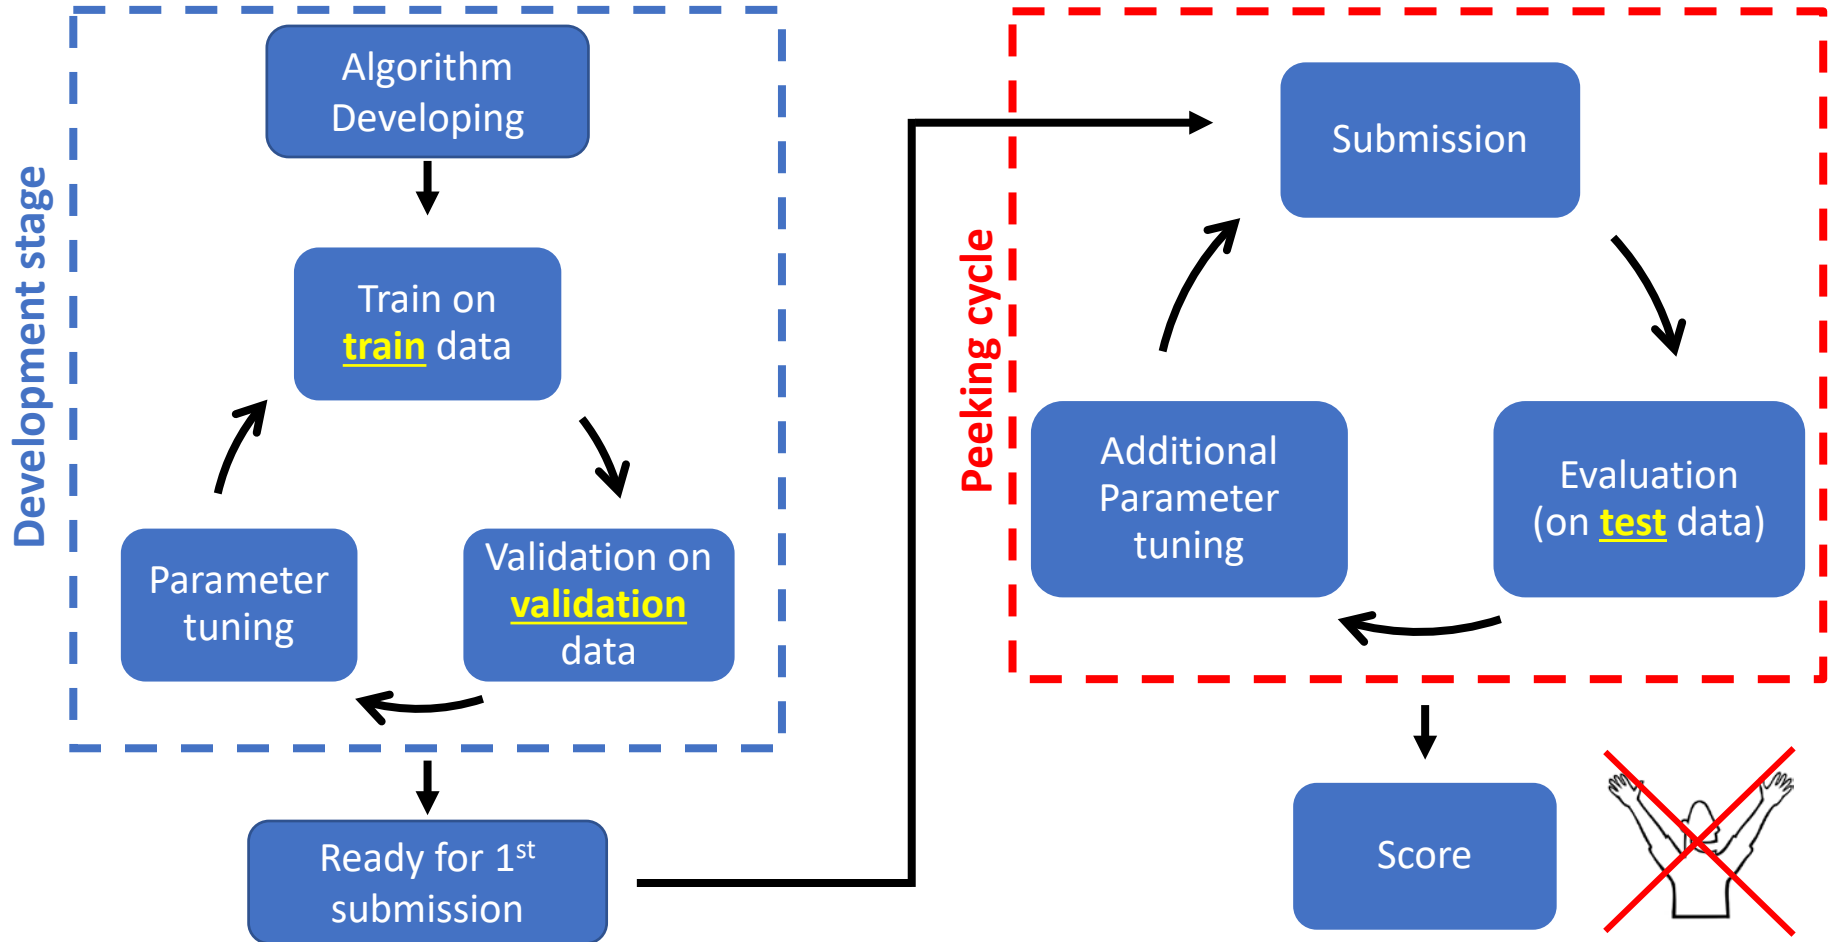 Development stage
Algorithm
Developing
Train on
train data
Parameter
tuning
Validation on
validation
data
Ready for 1st
submission
Peeking cycle
Submission
Additional
Parameter
tuning
Evaluation
(on test data)
Score